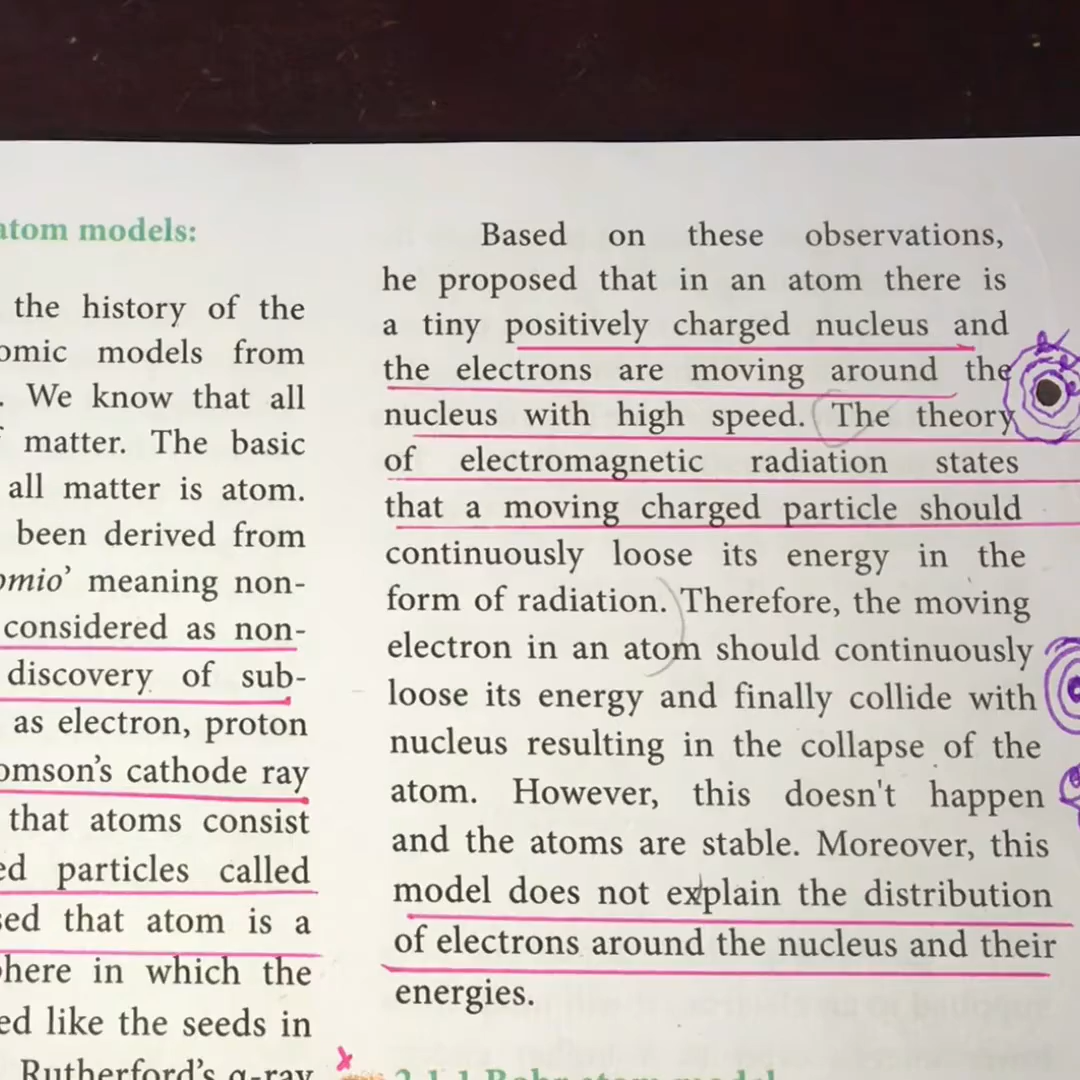 atom models:
the history of the
omic models from
. We know that all
matter. The basic
all matter is atom.
been derived from
omio’ meaning non-
considered as non-
discovery of sub-
as electron, proton
omson’s cathode ray
that atoms consist
ed particles called
sed that atom is a
here in which the
ed like the seeds in
Rutherford’s α-ray
Based on these observations,
he proposed that in an atom there is
a tiny positively charged nucleus and
the electrons are moving around the
nucleus with high speed. The theory
of electromagnetic radiation states
that a moving charged particle should
continuously loose its energy in the
form of radiation. Therefore, the moving
electron in an atom should continuously
loose its energy and finally collide with
nucleus resulting in the collapse of the
atom. However, this doesn't happen
and the atoms are stable. Moreover, this
model does not explain the distribution
of electrons around the nucleus and their
energies.
2.1.1 Bohr atom model